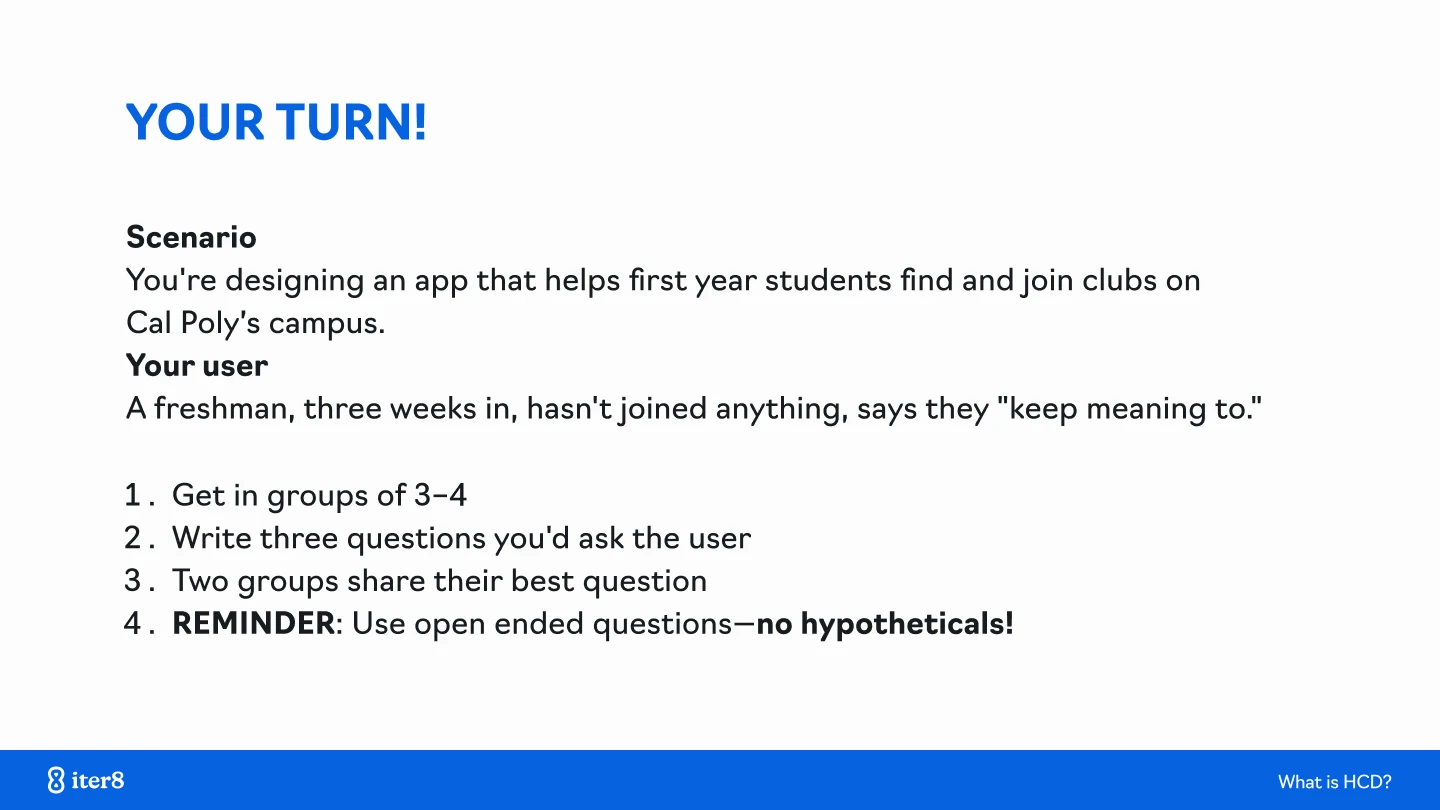 YOUR TURN!
Scenario
You're designing an app that helps first year students find and join clubs on
Cal Poly's campus.
Your user
A freshman, three weeks in, hasn't joined anything, says they "keep meaning to."
1. Get in groups of 3–4
2. Write three questions you'd ask the user
3. Two groups share their best question
4. REMINDER: Use open ended questions—no hypotheticals!
iter8
What is HCD?